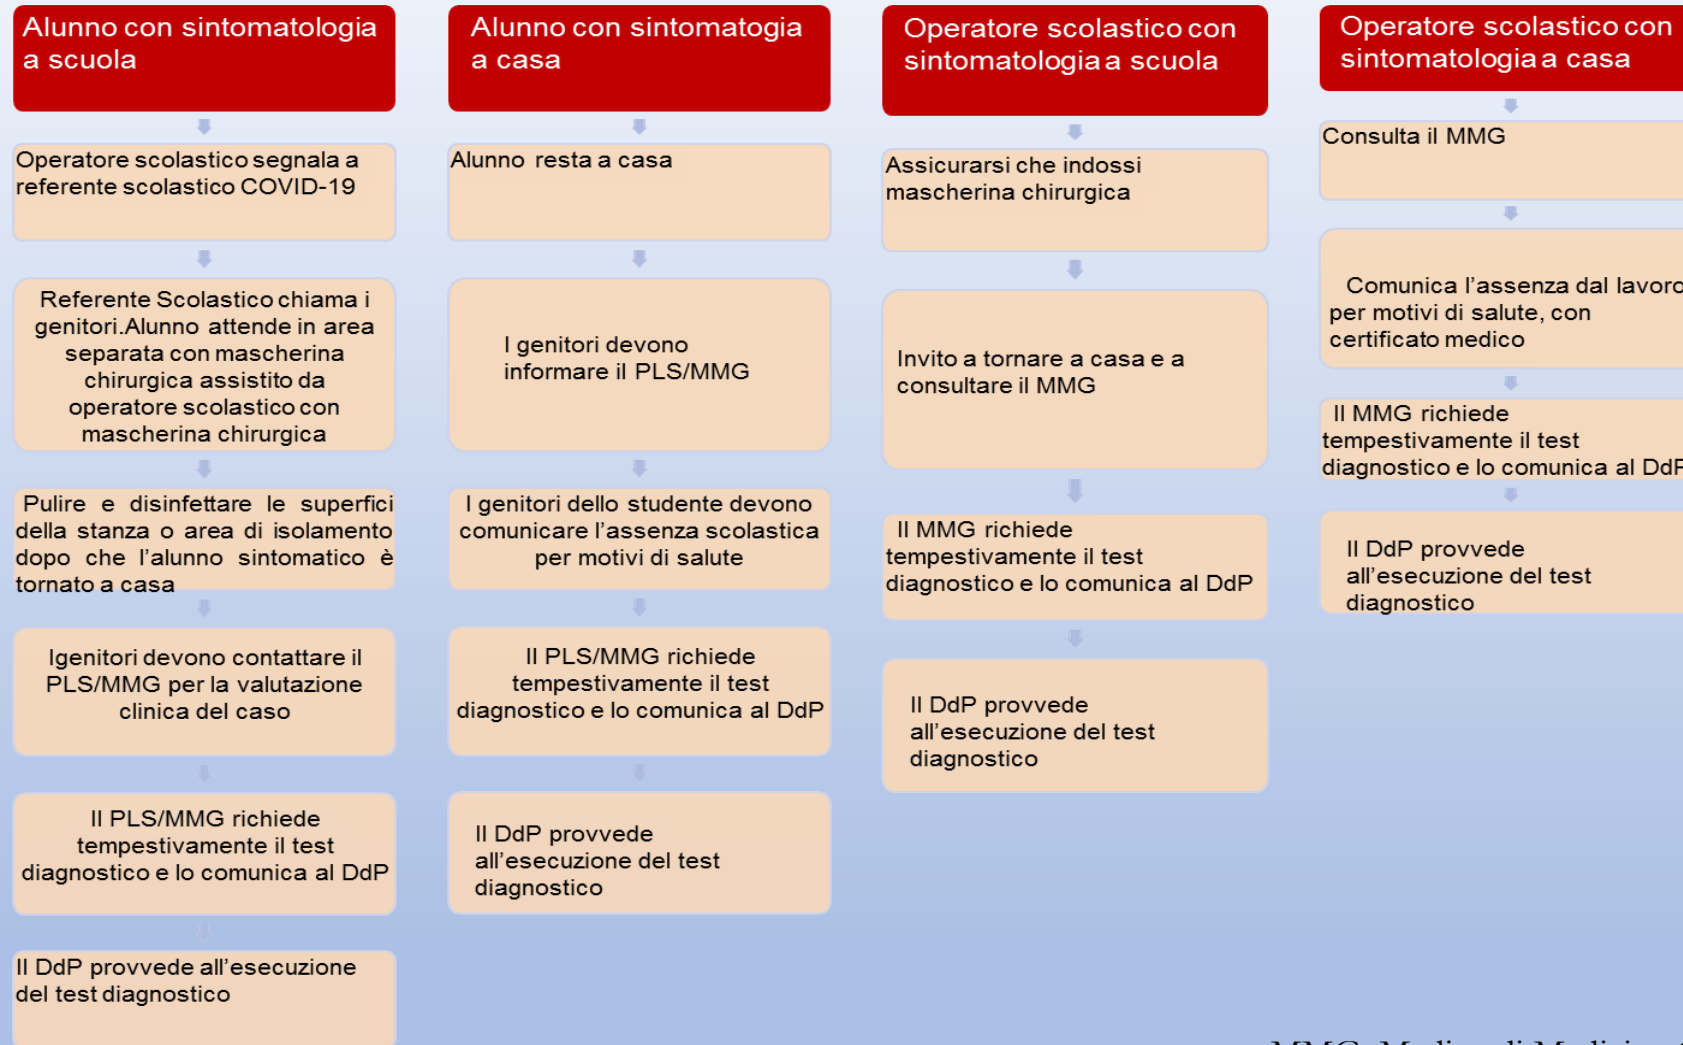 Alunno con sintomatologia
a scuola
Operatore scolastico segnala a
referente scolastico COVID-19
Referente Scolastico chiama i
genitori.Alunno attende in area
separata con mascherina
chirurgica assistito da
operatore scolastico con
mascherina chirurgica
Pulire e disinfettare le superfici
della stanza o area di isolamento
dopo che l'alunno sintomatico è
tornato a casa
Igenitori devono contattare il
PLS/MMG per la valutazione
clinica del caso
Il PLS/MMG richiede
tempestivamente il test
diagnostico e lo comunica al DdP
Il DdP provvede all'esecuzione
del test diagnostico
Alunno con sintomatogia
a casa
Alunno resta a casa
I genitori devono
informare il PLS/MMG
I genitori dello studente devono
comunicare l'assenza scolastica
per motivi di salute
Il PLS/MMG richiede
tempestivamente il test
diagnostico e lo comunica al DdP
Il DdP provvede
all'esecuzione del test
diagnostico
Operatore scolastico con
sintomatologia a scuola
Assicurarsi che indossi
mascherina chirurgica
Invito a tornare a casa e a
consultare il MMG
Il MMG richiede
tempestivamente il test
diagnostico e lo comunica al DdP
Il DdP provvede
all'esecuzione del test
diagnostico
Operatore scolastico con
sintomatologia a casa
Consulta il MMG
Comunica l'assenza dal lavoro
per motivi di salute, con
certificato medico
Il MMG richiede
tempestivamente il test
diagnostico e lo comunica al DdP
Il DdP provvede
all'esecuzione del test
diagnostico